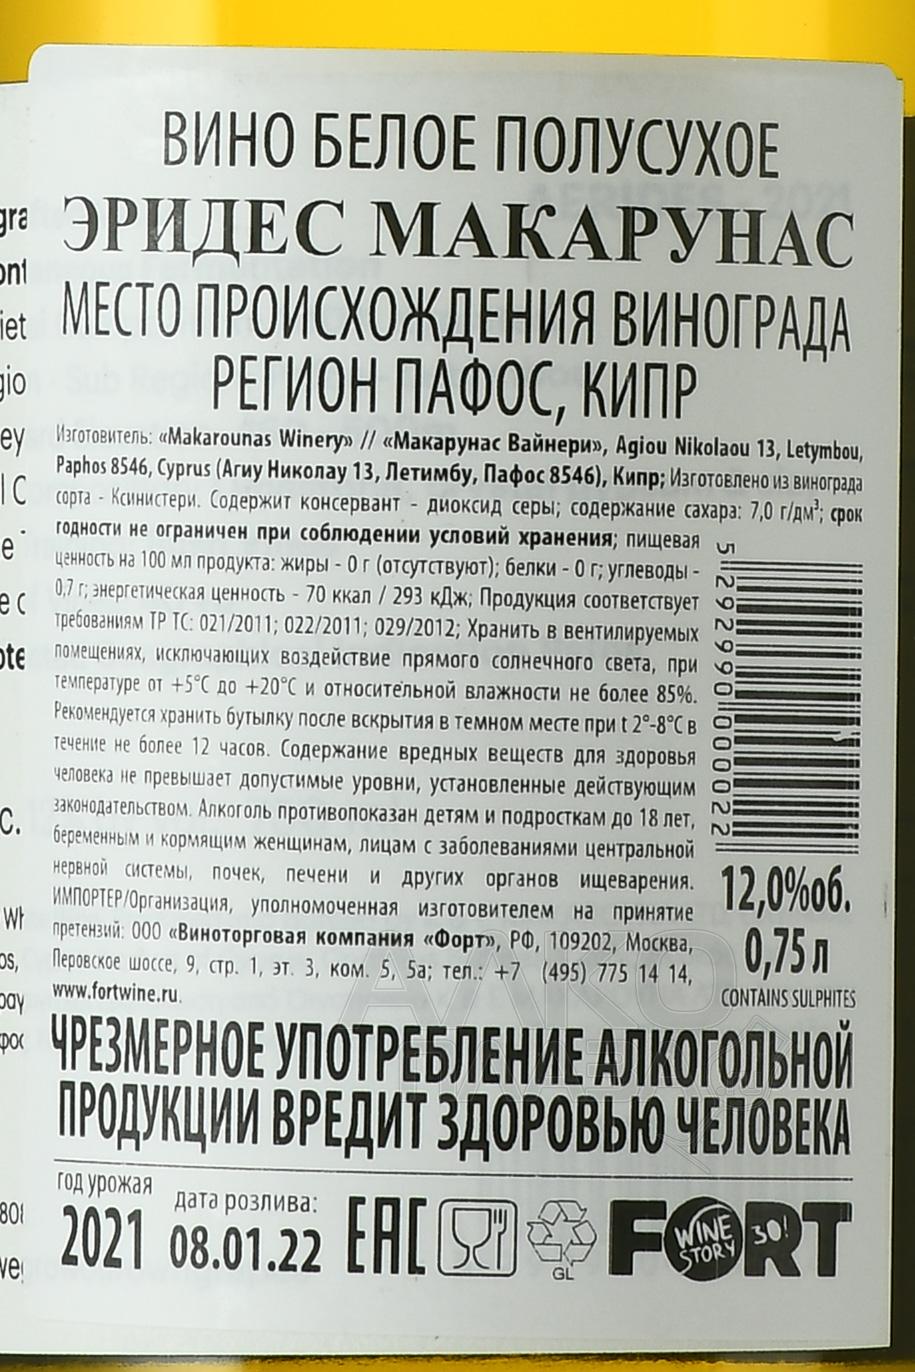 ВИНО БЕЛОЕ ПОЛУСУХОЕ
ЭРИДЕС МАКАРУНАС
МЕСТО ПРОИСХОЖДЕНИЯ ВИНОГРАДА
РЕГИОН ПАФОС, КИПР
Изготовитель: «Makarounas Winery» // «Макарунас Вайнери», Agiou Nikolaou 13, Letymbou,
Paphos 8546, Cyprus (Агиу Николау 13, Летимбу, Пафос 8546), Кипр; Изготовлено из винограда
сорта - Ксинистери. Содержит консервант - диоксид серы; содержание сахара: 7,0 г/дм³; срок
годности не ограничен при соблюдении условий хранения; пищевая
ценность на 100 мл продукта: жиры - 0 г (отсутствуют); белки - 0 г; углеводы -
0,7 г; энергетическая ценность - 70 ккал / 293 кДж; Продукция соответствует
требованиям ТР ТС: 021/2011; 022/2011; 029/2012; Хранить в вентилируемых
помещениях, исключающих воздействие прямого солнечного света, при
температуре от +5°С до +20°С и относительной влажности не более 85%.
Рекомендуется хранить бутылку после вскрытия в темном месте при t 2°-8°С в
течение не более 12 часов. Содержание вредных веществ для здоровья
человека не превышает допустимые уровни, установленные действующим
законодательством. Алкоголь противопоказан детям и подросткам до 18 лет,
беременным и кормящим женщинам, лицам с заболеваниями центральной
нервной системы, почек, печени и других органов пищеварения.
ИМПОРТЕР/Организация, уполномоченная изготовителем на принятие
претензий: ООО «Виноторговая компания «Форт», РФ, 109202, Москва,
Перовское шоссе, 9, стр. 1, эт. 3, ком. 5, 5а; тел.: +7 (495) 775 14 14,
www.fortwine.ru.
5 292990 000022
12,0%об.
0,75 л
CONTAINS SULPHITES
ЧРЕЗМЕРНОЕ УПОТРЕБЛЕНИЕ АЛКОГОЛЬНОЙ
ПРОДУКЦИИ ВРЕДИТ ЗДОРОВЬЮ ЧЕЛОВЕКА
год урожая
2021
дата розлива:
08.01.22
EAC
GL
FORT
WINE STORY 30!